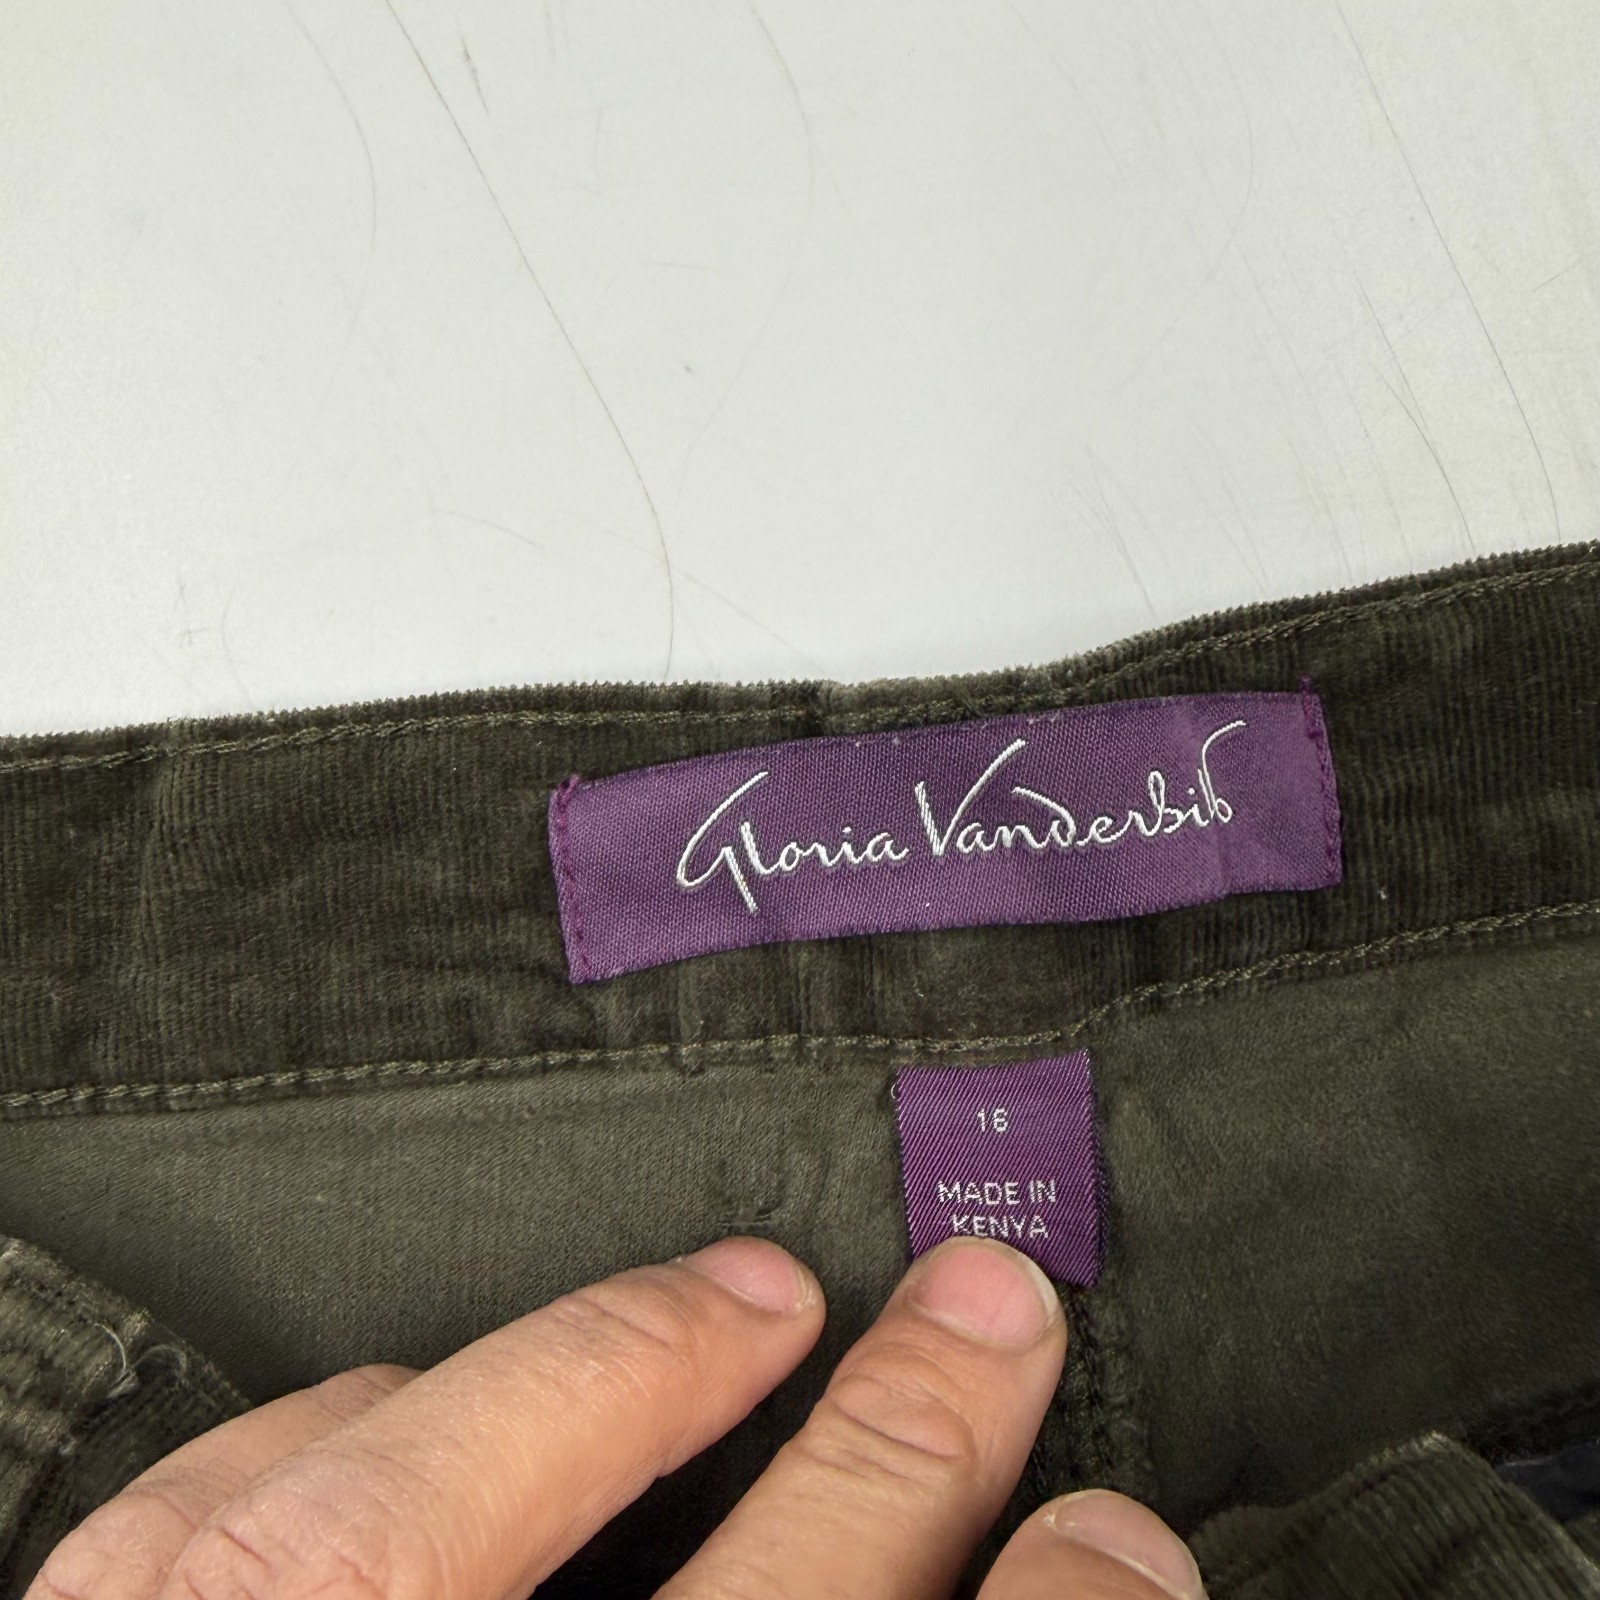 Gloria Vanderbilt
16
MADE IN
KENYA